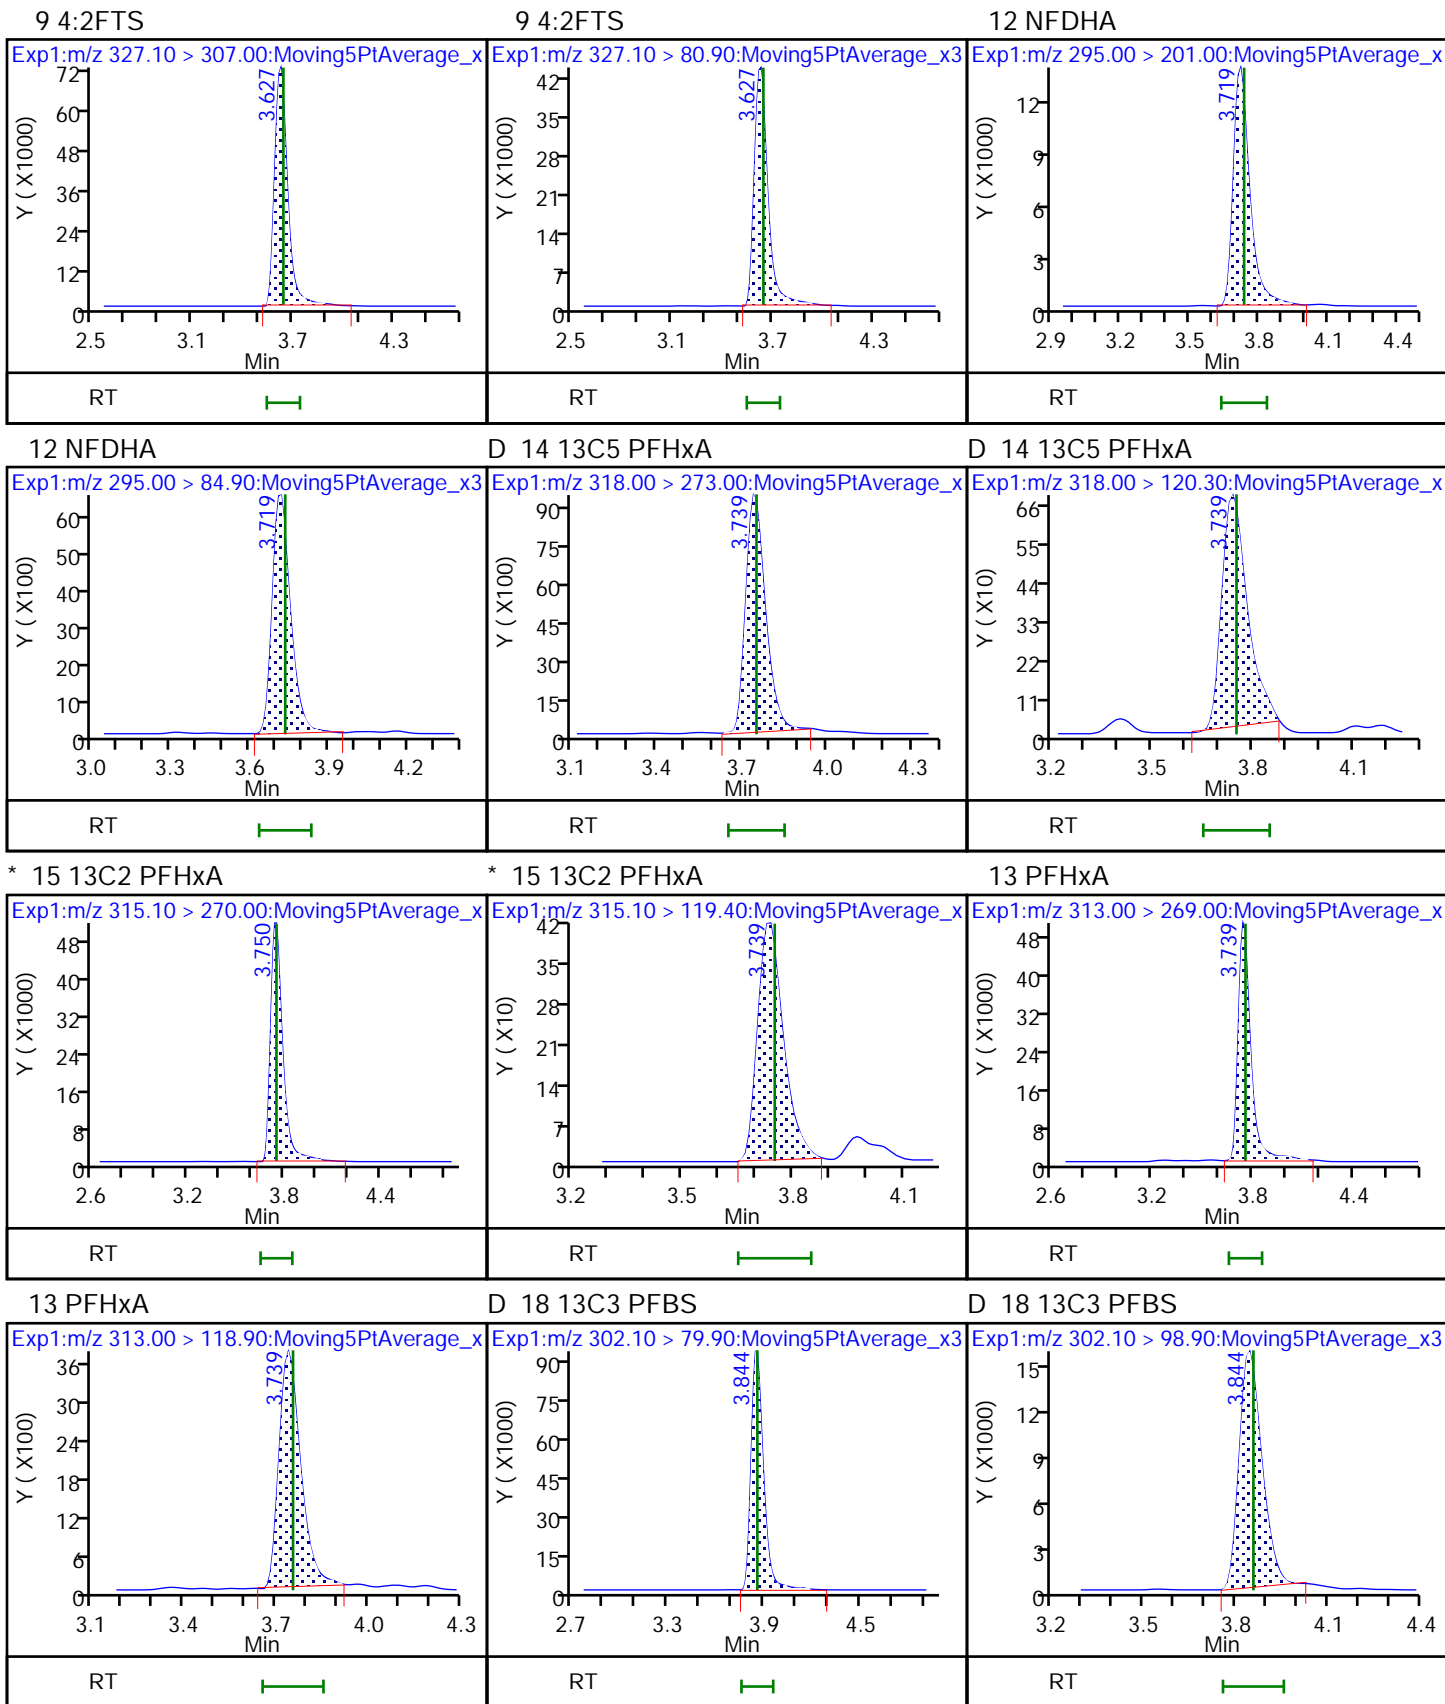 9 4:2FTS
Exp1:m/z 327.10 > 307.00:Moving5PtAverage_x
3.627
Y ( X1000)
72
60
48
36
24
12
0
2.5 3.1 3.7 4.3
Min
RT
9 4:2FTS
Exp1:m/z 327.10 > 80.90:Moving5PtAverage_x3
3.627
Y ( X1000)
42
35
28
21
14
7
0
2.5 3.1 3.7 4.3
Min
RT
12 NFDHA
Exp1:m/z 295.00 > 201.00:Moving5PtAverage_x
3.719
Y ( X1000)
12
9
6
3
0
2.9 3.2 3.5 3.8 4.1 4.4
Min
RT
12 NFDHA
Exp1:m/z 295.00 > 84.90:Moving5PtAverage_x3
3.719
Y ( X100)
60
50
40
30
20
10
0
3.0 3.3 3.6 3.9 4.2
Min
RT
D 14 13C5 PFHxA
Exp1:m/z 318.00 > 273.00:Moving5PtAverage_x
3.739
Y ( X100)
90
75
60
45
30
15
0
3.1 3.4 3.7 4.0 4.3
Min
RT
D 14 13C5 PFHxA
Exp1:m/z 318.00 > 120.30:Moving5PtAverage_x
3.739
Y ( X10)
66
55
44
33
22
11
0
3.2 3.5 3.8 4.1
Min
RT
* 15 13C2 PFHxA
Exp1:m/z 315.10 > 270.00:Moving5PtAverage_x
3.750
Y ( X1000)
48
40
32
24
16
8
0
2.6 3.2 3.8 4.4
Min
RT
* 15 13C2 PFHxA
Exp1:m/z 315.10 > 119.40:Moving5PtAverage_x
3.739
Y ( X10)
42
35
28
21
14
7
0
3.2 3.5 3.8 4.1
Min
RT
13 PFHxA
Exp1:m/z 313.00 > 269.00:Moving5PtAverage_x
3.739
Y ( X1000)
48
40
32
24
16
8
0
2.6 3.2 3.8 4.4
Min
RT
13 PFHxA
Exp1:m/z 313.00 > 118.90:Moving5PtAverage_x
3.739
Y ( X100)
36
30
24
18
12
6
0
3.1 3.4 3.7 4.0 4.3
Min
RT
D 18 13C3 PFBS
Exp1:m/z 302.10 > 79.90:Moving5PtAverage_x3
3.844
Y ( X1000)
90
75
60
45
30
15
0
2.7 3.3 3.9 4.5
Min
RT
D 18 13C3 PFBS
Exp1:m/z 302.10 > 98.90:Moving5PtAverage_x3
3.844
Y ( X1000)
15
12
9
6
3
0
3.2 3.5 3.8 4.1 4.4
Min
RT